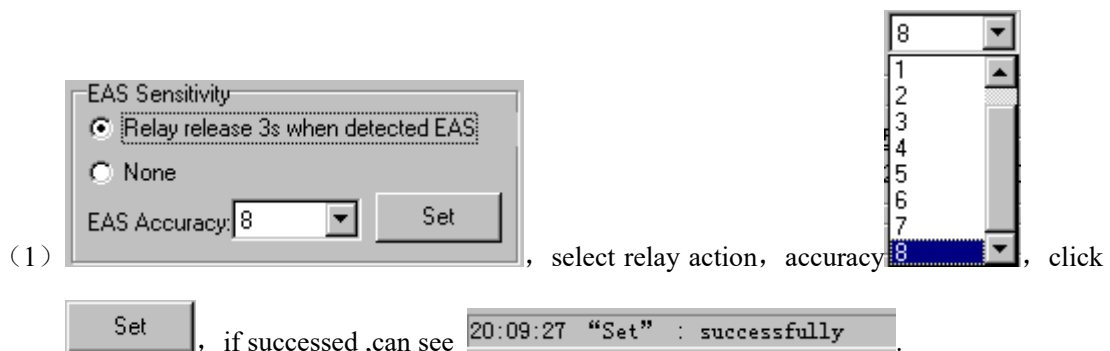 8
1
2
3
4
5
6
7
8
EAS Sensitivity
Relay release 3s when detected EAS
None
EAS Accuracy: 8 Set
（1） ，select relay action，accuracy ，click
Set ，if successed ,can see 20:09:27 “Set” : successfully .